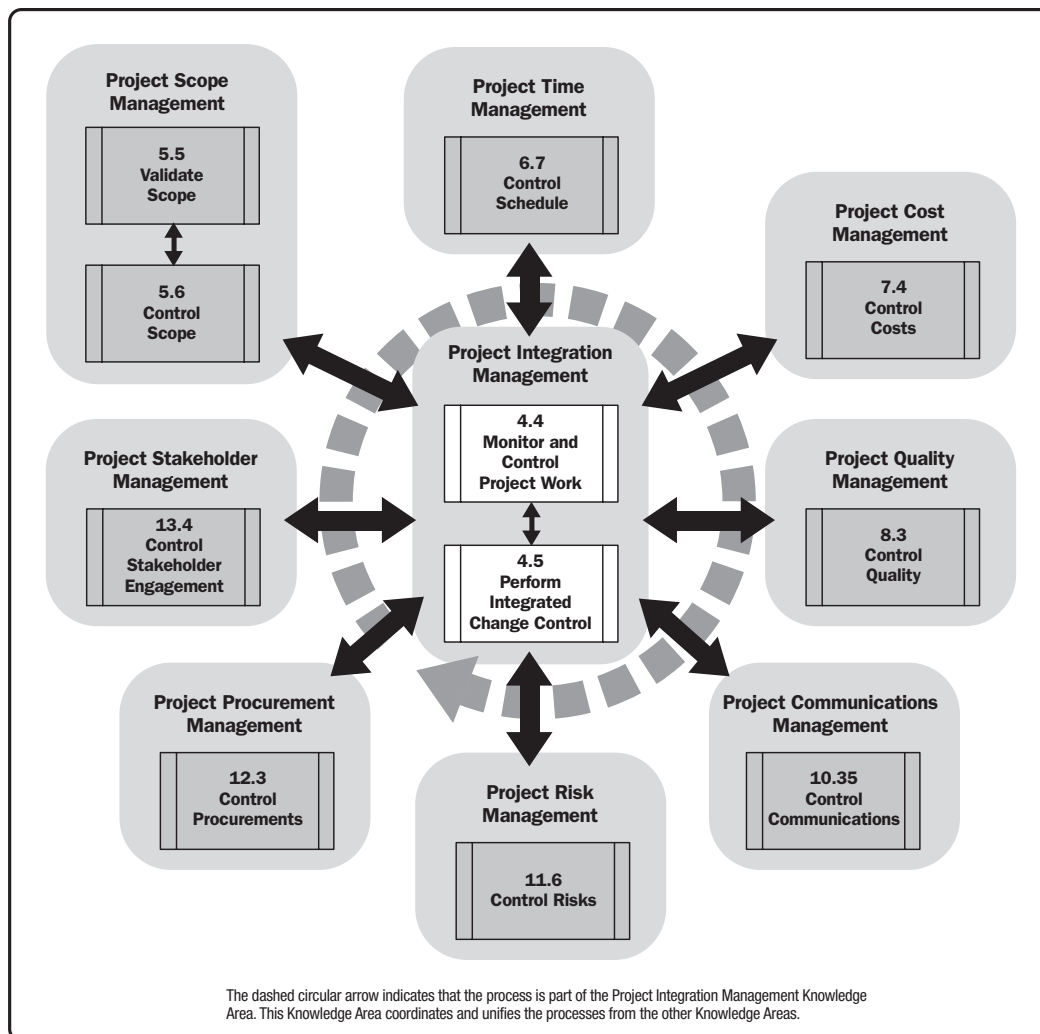 Project Scope
Management
5.5
Validate
Scope
5.6
Control
Scope
Project Time
Management
6.7
Control
Schedule
Project Cost
Management
7.4
Control
Costs
Project Integration
Management
4.4
Monitor and
Control
Project Work
4.5
Perform
Integrated
Change Control
Project Stakeholder
Management
13.4
Control
Stakeholder
Engagement
Project Quality
Management
8.3
Control
Quality
Project Procurement
Management
12.3
Control
Procurements
Project Risk
Management
11.6
Control Risks
Project Communications
Management
10.35
Control
Communications
The dashed circular arrow indicates that the process is part of the Project Integration Management Knowledge
Area. This Knowledge Area coordinates and unifies the processes from the other Knowledge Areas.